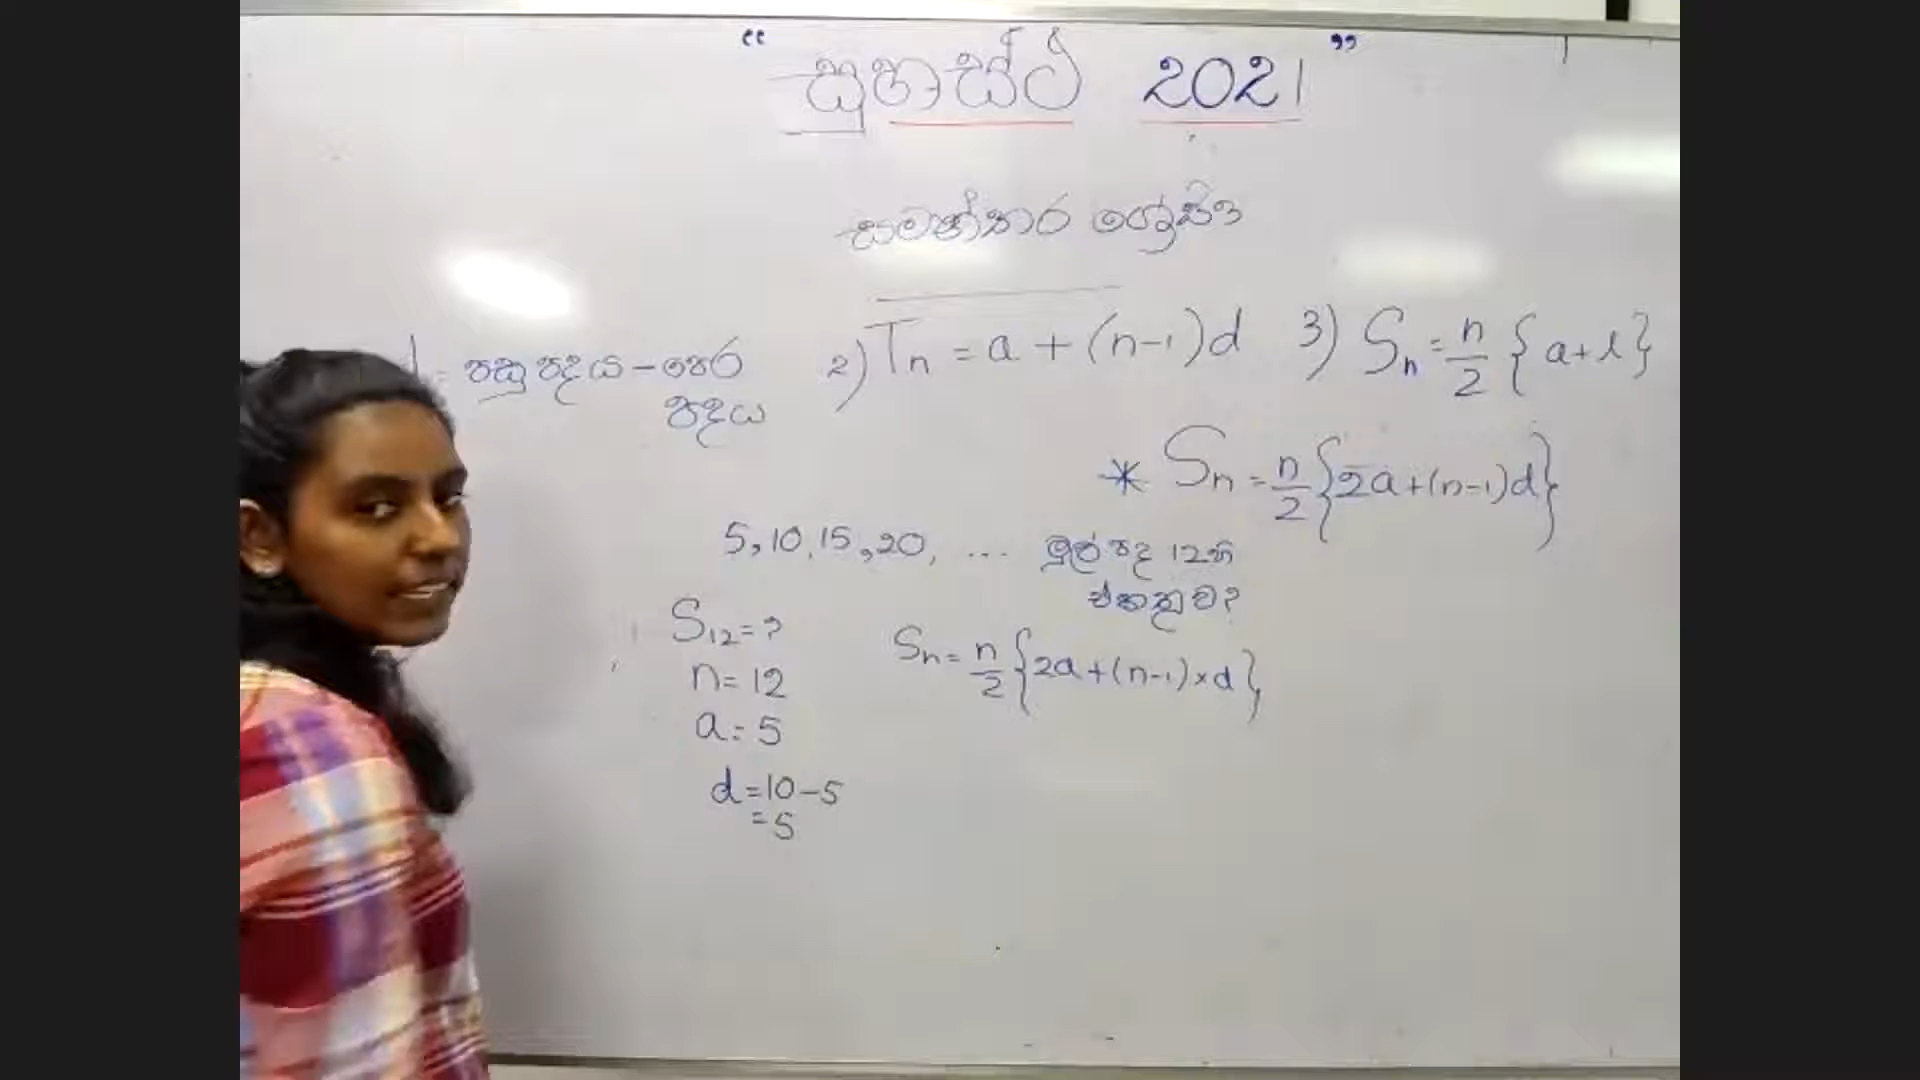 “ සුහස්ථ 2021 ”
සමාන්තර ශ්‍රේඪි
d = පසු පදය – පෙර
පදය
2) Tn = a + (n-1)d
3) Sn = n/2 { a + l }
* Sn = n/2 { 2a + (n-1)d }
5, 10, 15, 20, ... මුල් පද 12හි
එකතුව?
S12 = ?
n = 12
a = 5
d = 10 – 5
= 5
Sn = n/2 { 2a + (n-1) × d }